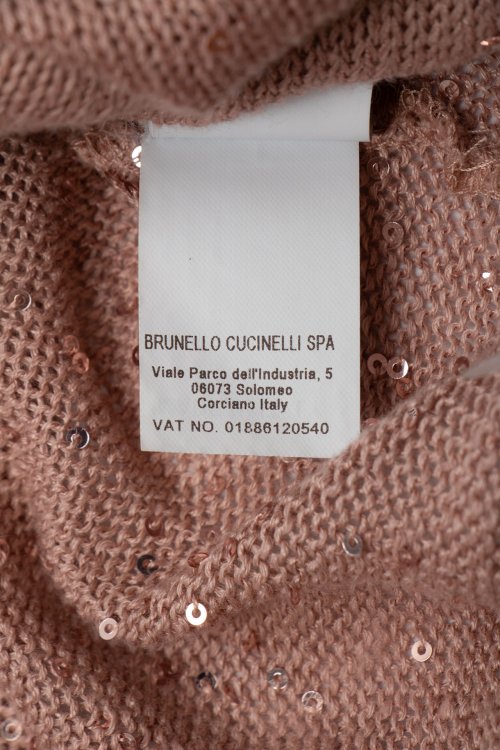 BRUNELLO CUCINELLI SPA
Viale Parco dell'Industria, 5
06073 Solomeo
Corciano Italy
VAT NO. 01886120540